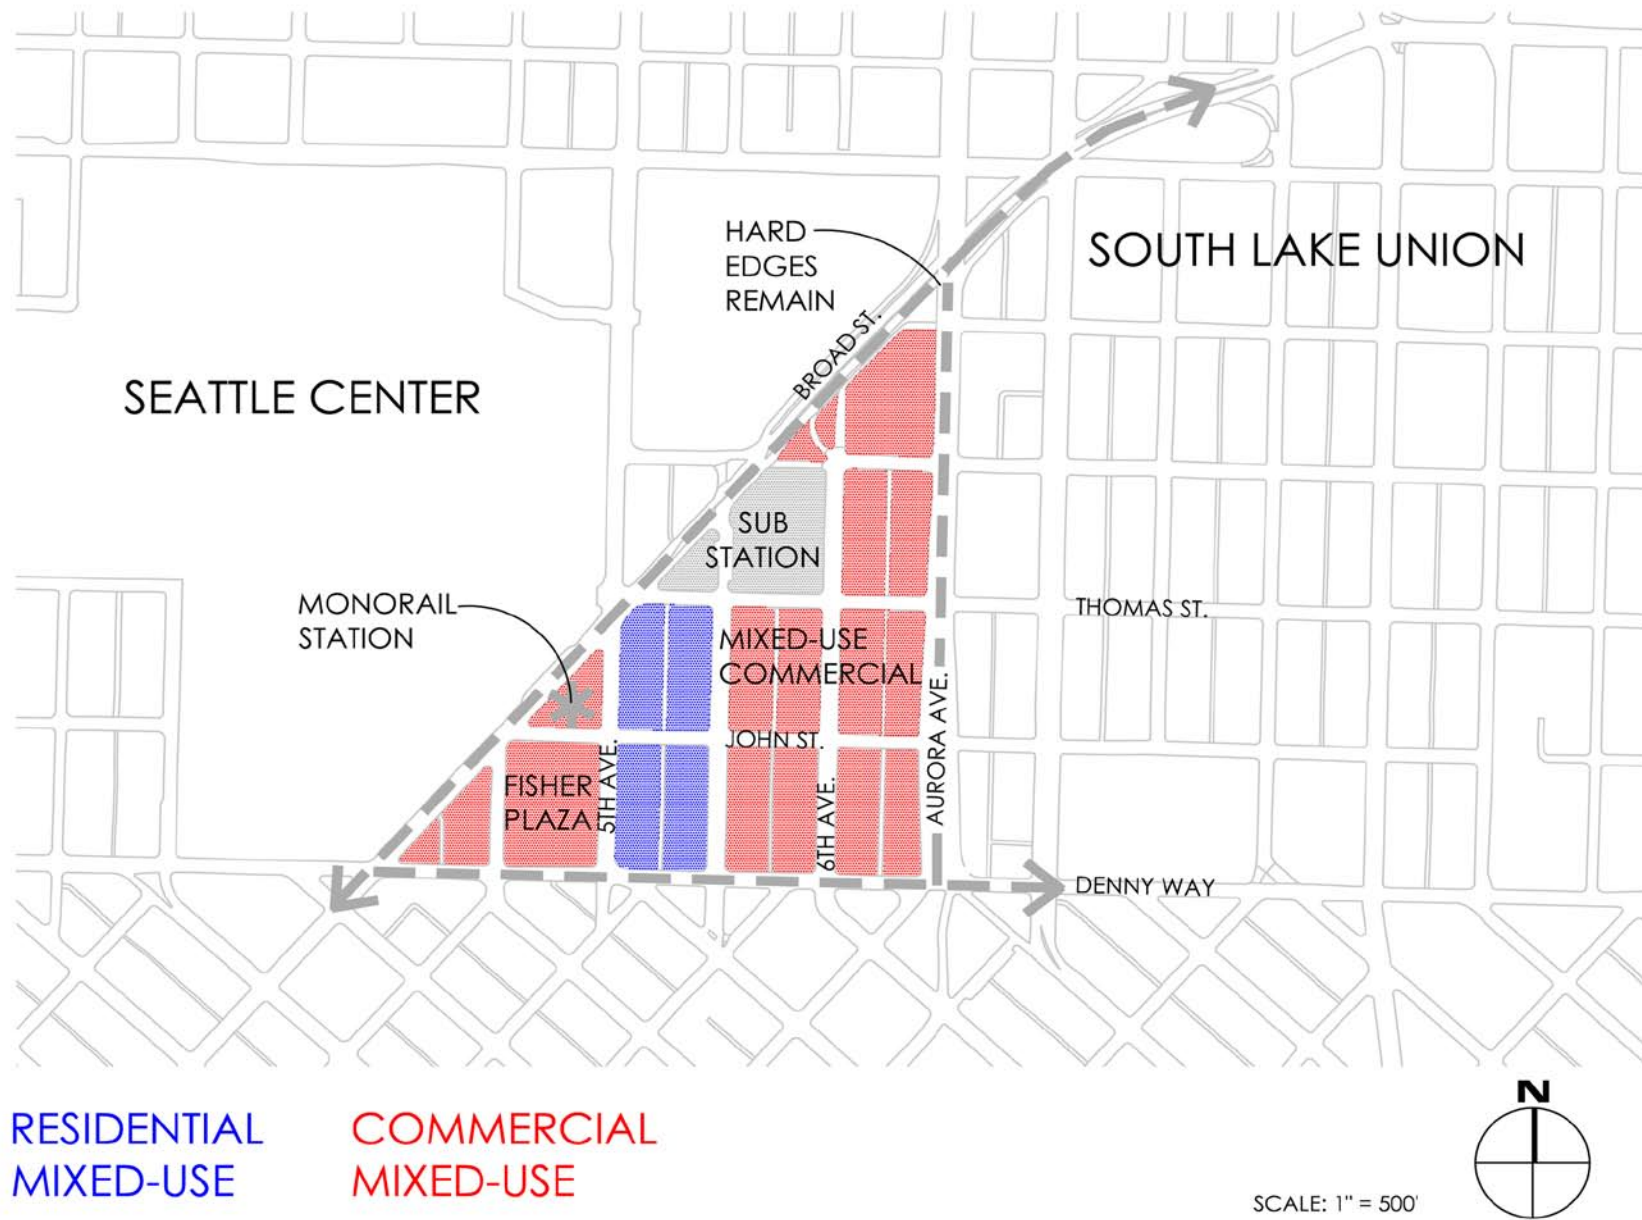 HARD
EDGES
REMAIN
SOUTH LAKE UNION
BROAD ST.
SEATTLE CENTER
SUB
STATION
MONORAIL
STATION
THOMAS ST.
MIXED-USE
COMMERCIAL
JOHN ST.
AURORA AVE.
FISHER
PLAZA
5TH AVE.
6TH AVE.
DENNY WAY
RESIDENTIAL
MIXED-USE
COMMERCIAL
MIXED-USE
N
SCALE: 1" = 500'